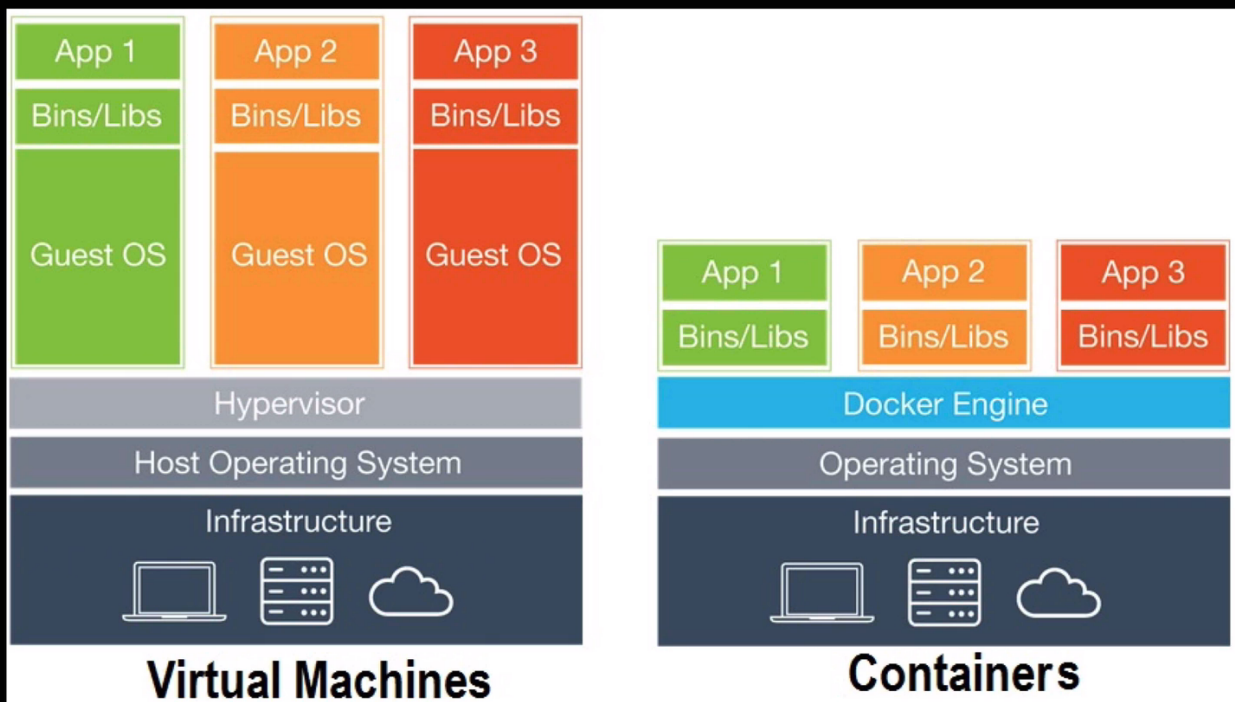 App 1
App 2
App 3
Bins/Libs
Bins/Libs
Bins/Libs
Guest OS
Guest OS
Guest OS
Hypervisor
Host Operating System
Infrastructure
Virtual Machines
App 1
App 2
App 3
Bins/Libs
Bins/Libs
Bins/Libs
Docker Engine
Operating System
Infrastructure
Containers